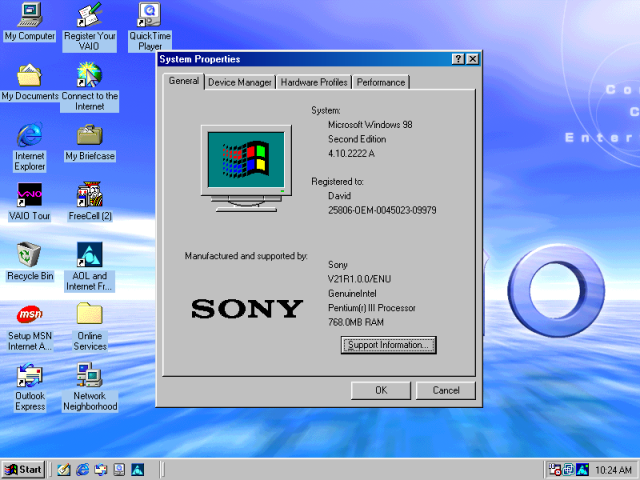 My Computer
Register Your
VAIO
QuickTime
Player
My Documents
Connect to the
Internet
Internet
Explorer
My Briefcase
VAIO Tour
FreeCell (2)
Recycle Bin
AOL and
Internet Fr...
msn
Setup MSN
Internet A...
Online
Services
Outlook
Express
Network
Neighborhood
System Properties
General
Device Manager
Hardware Profiles
Performance
System:
Microsoft Windows 98
Second Edition
4.10.2222 A
Registered to:
David
25806-OEM-0045023-09979
Manufactured and supported by:
SONY
Sony
V21R1.0.0/ENU
GenuineIntel
Pentium(r) III Processor
768.0MB RAM
Support Information...
OK
Cancel
Co
C
Enter
Start
10:24 AM